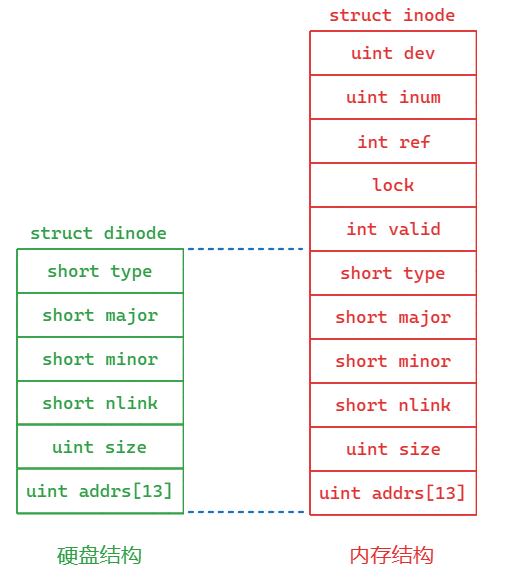 struct inode
uint dev
uint inum
int ref
lock
int valid
short type
short major
short minor
short nlink
uint size
uint addrs[13]
内存结构
struct dinode
short type
short major
short minor
short nlink
uint size
uint addrs[13]
硬盘结构